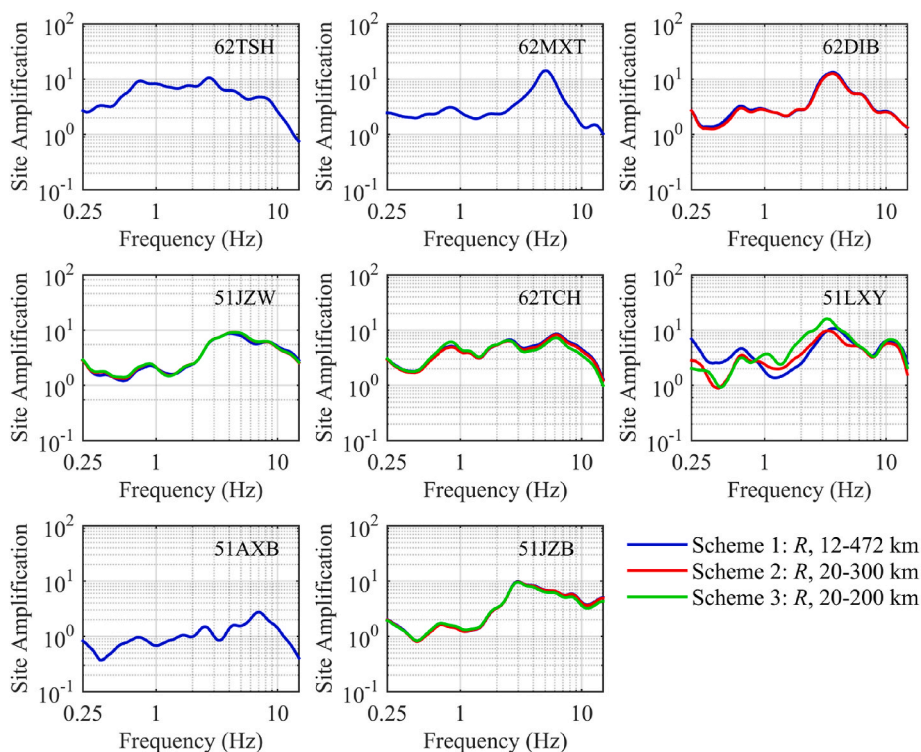 10^2
10^1
10^0
10^-1
Site Amplification
62TSH
0.25 1 10
Frequency (Hz)
10^2
10^1
10^0
10^-1
Site Amplification
62MXT
0.25 1 10
Frequency (Hz)
10^2
10^1
10^0
10^-1
Site Amplification
62DIB
0.25 1 10
Frequency (Hz)
10^2
10^1
10^0
10^-1
Site Amplification
51JZW
0.25 1 10
Frequency (Hz)
10^2
10^1
10^0
10^-1
Site Amplification
62TCH
0.25 1 10
Frequency (Hz)
10^2
10^1
10^0
10^-1
Site Amplification
51LXY
0.25 1 10
Frequency (Hz)
10^2
10^1
10^0
10^-1
Site Amplification
51AXB
0.25 1 10
Frequency (Hz)
10^2
10^1
10^0
10^-1
Site Amplification
51JZB
0.25 1 10
Frequency (Hz)
Scheme 1: R, 12-472 km
Scheme 2: R, 20-300 km
Scheme 3: R, 20-200 km